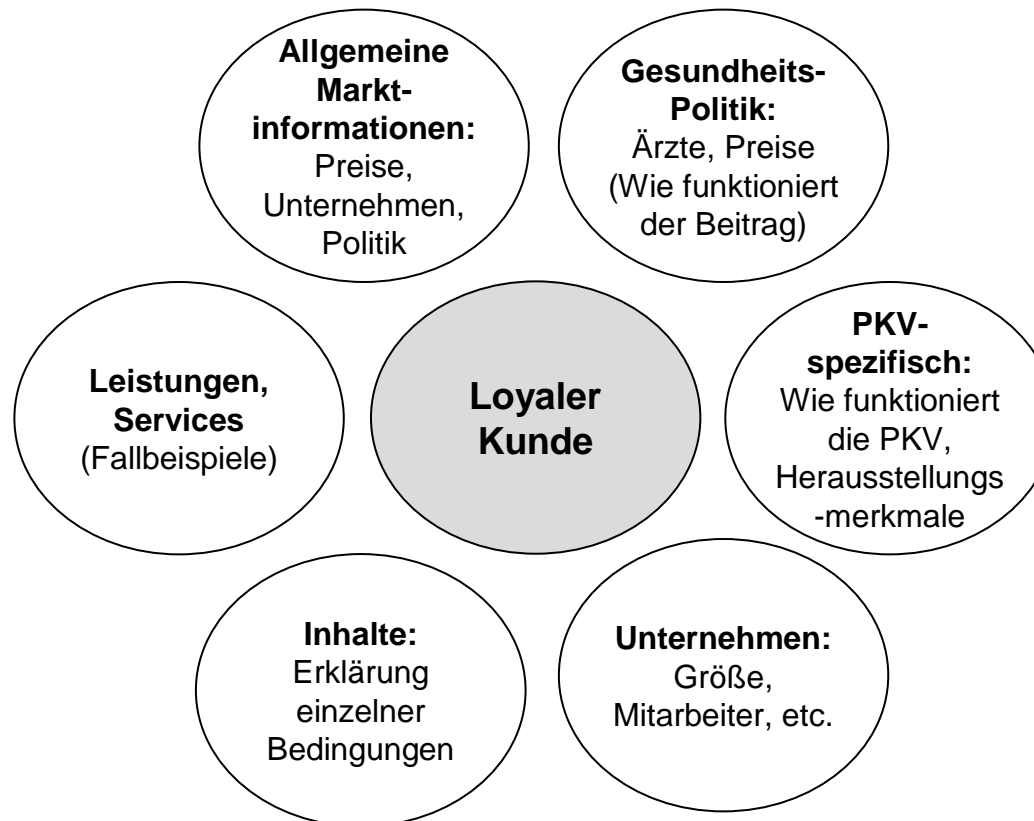 Allgemeine
Markt-
informationen:
Preise,
Unternehmen,
Politik
Gesundheits-
Politik:
Ärzte, Preise
(Wie funktioniert
der Beitrag)
Leistungen,
Services
(Fallbeispiele)
Loyaler
Kunde
PKV-
spezifisch:
Wie funktioniert
die PKV,
Herausstellungs
-merkmale
Inhalte:
Erklärung
einzelner
Bedingungen
Unternehmen:
Größe,
Mitarbeiter, etc.